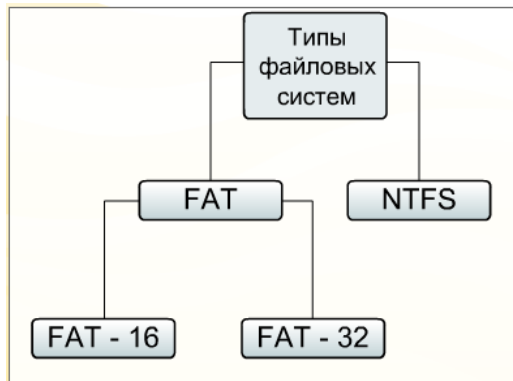 Типы
файловых
систем
FAT
NTFS
FAT - 16
FAT - 32